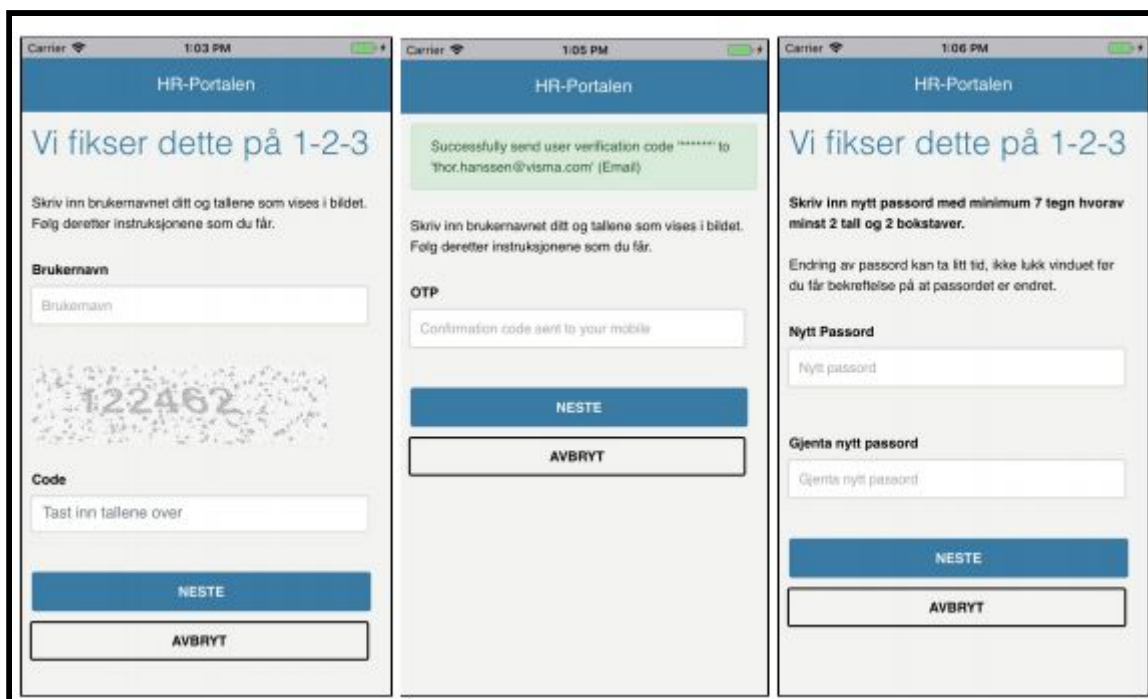 Carrier
1:03 PM
HR-Portalen
Vi fikser dette på 1-2-3
Skriv inn brukernavnet ditt og tallene som vises i bildet.
Følg deretter instruksjonene som du får.
Brukernavn
Brukernavn
122462
Code
Tast inn tallene over
NESTE
AVBRYT
Carrier
1:05 PM
HR-Portalen
Successfully send user verification code '******' to
'thor.hanssen@visma.com' (Email)
Skriv inn brukernavnet ditt og tallene som vises i bildet.
Følg deretter instruksjonene som du får.
OTP
Confirmation code sent to your mobile
NESTE
AVBRYT
Carrier
1:06 PM
HR-Portalen
Vi fikser dette på 1-2-3
Skriv inn nytt passord med minimum 7 tegn hvorav
minst 2 tall og 2 bokstaver.
Endring av passord kan ta litt tid, ikke lukk vinduet før
du får bekreftelse på at passordet er endret.
Nytt Passord
Nytt passord
Gjenta nytt passord
Gjenta nytt passord
NESTE
AVBRYT